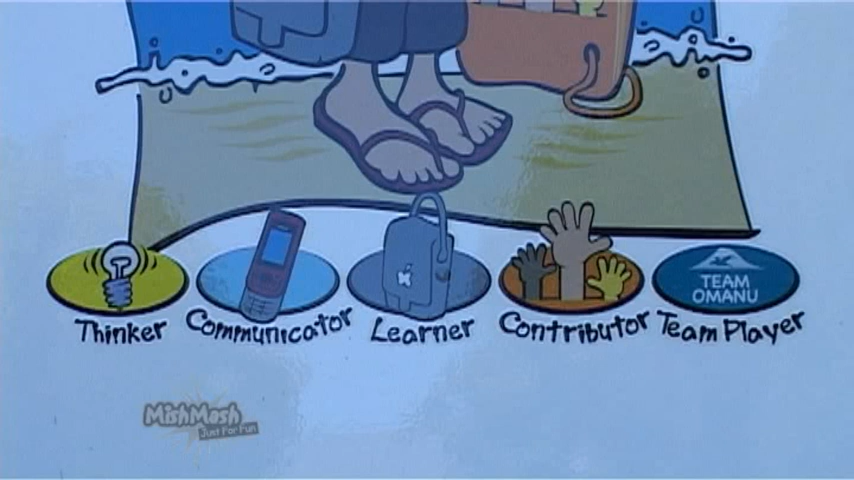 TEAM
OMANU
Thinker
Communicator
Learner
Contributor
Team Player
MishMash
Just For Fun